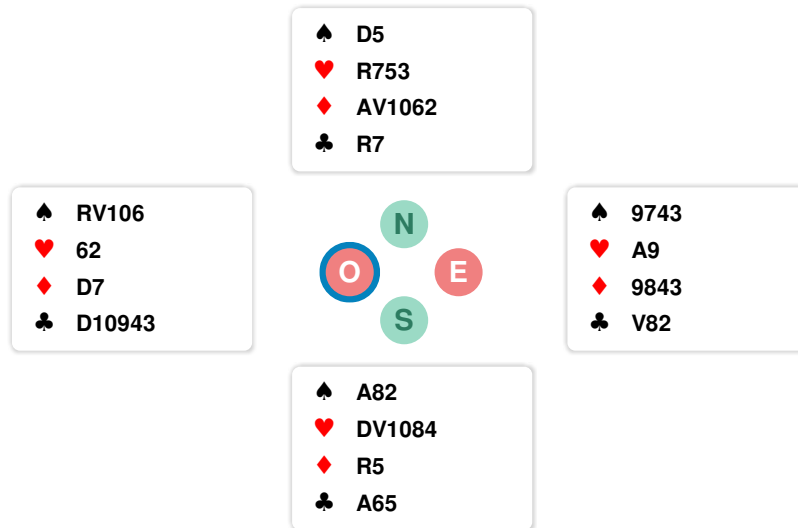 ♠ D5
♥ R753
♦ AV1062
♣ R7
♠ RV106
♥ 62
♦ D7
♣ D10943
N
O E
S
♠ 9743
♥ A9
♦ 9843
♣ V82
♠ A82
♥ DV1084
♦ R5
♣ A65